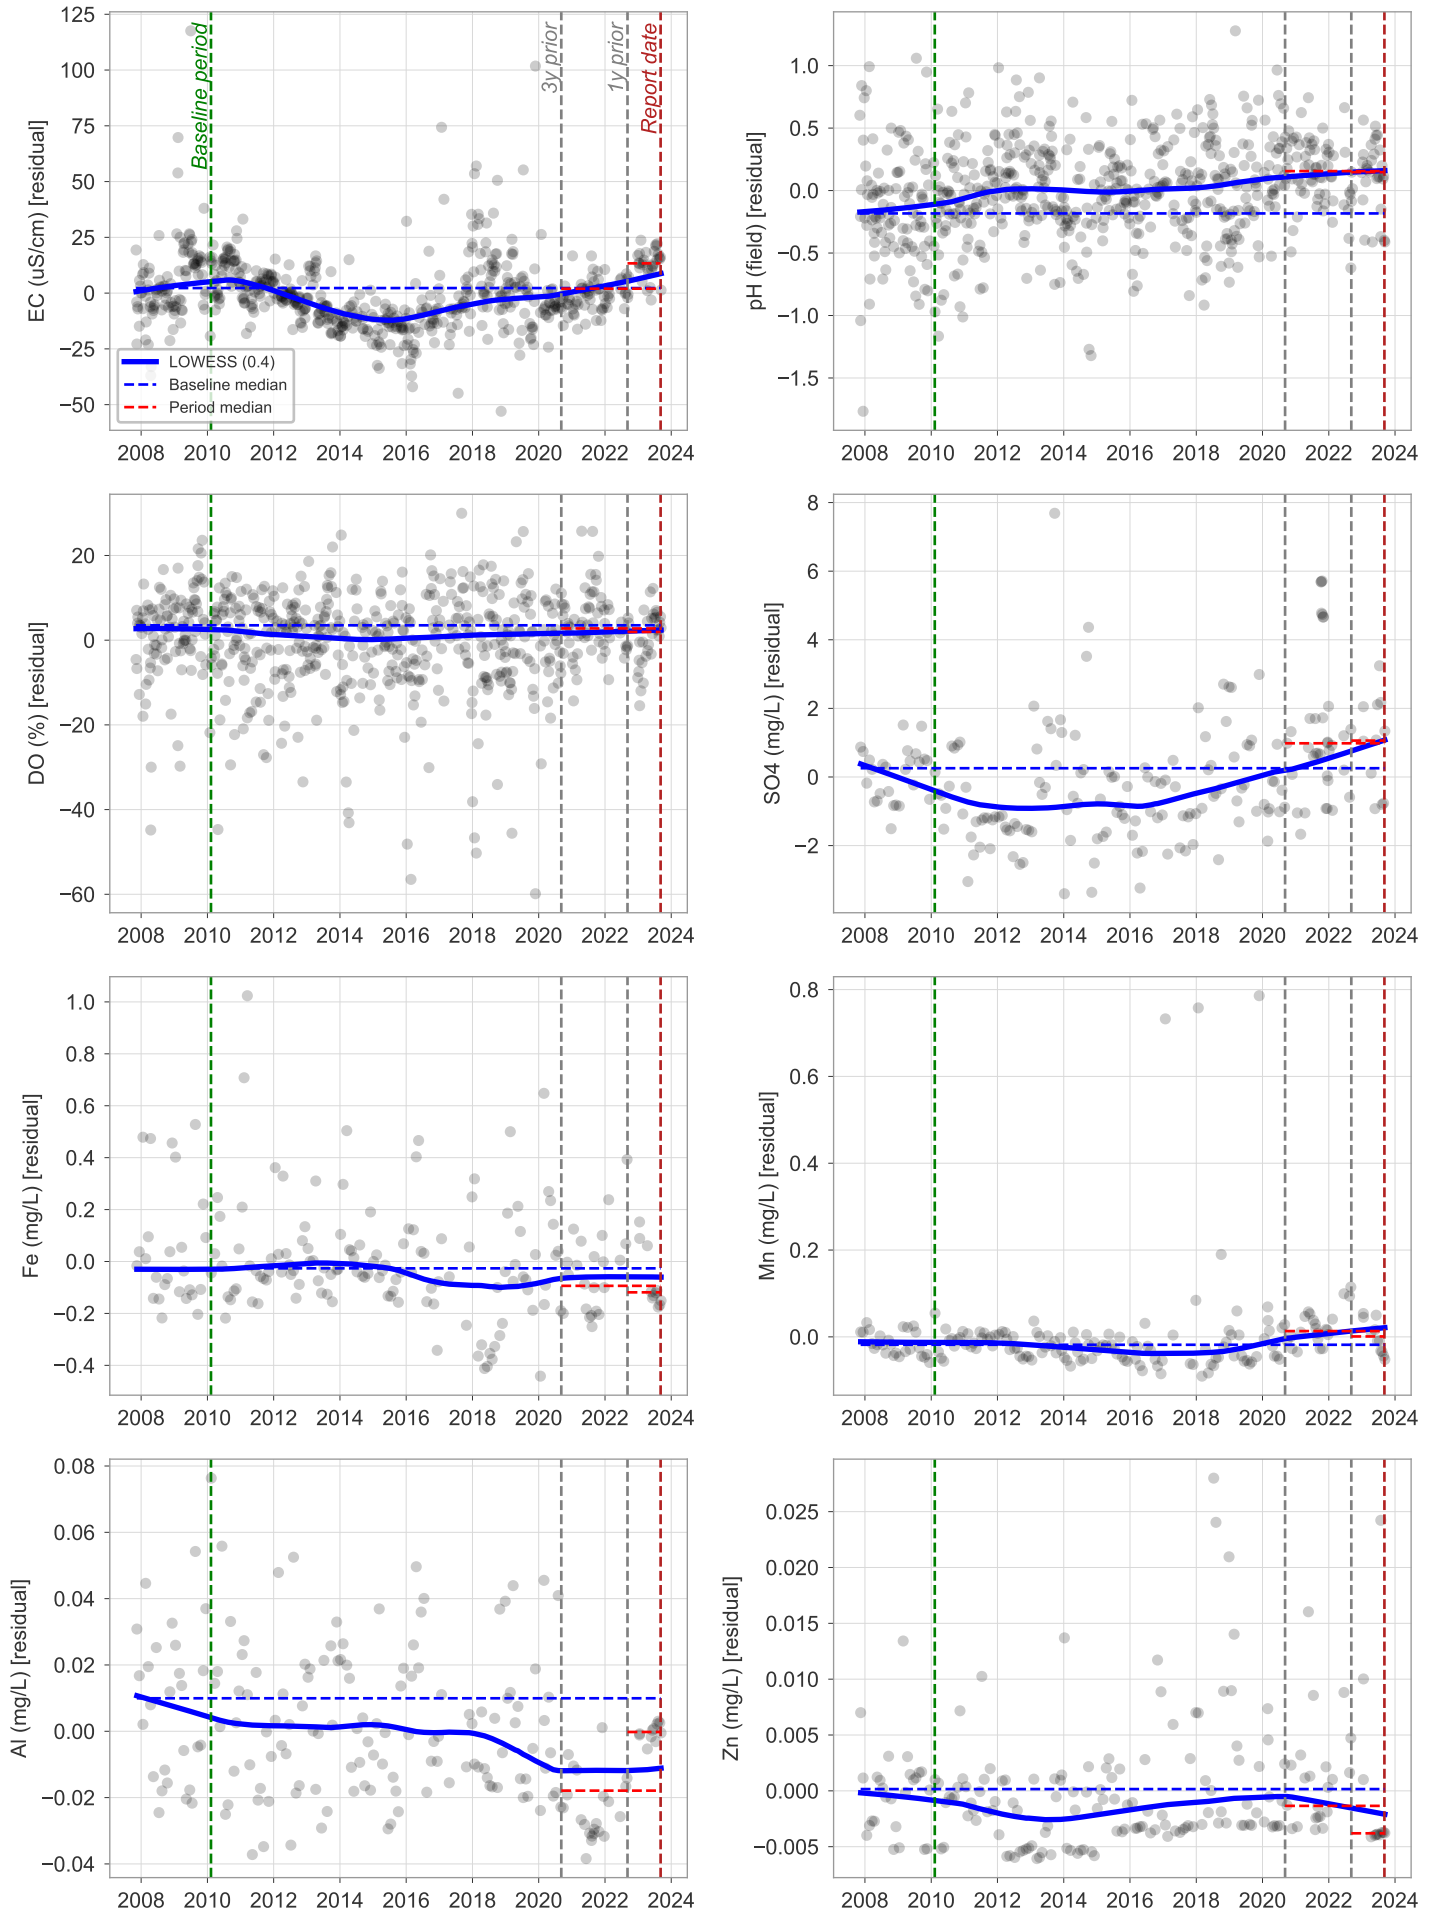 125
100
75
50
25
0
−25
−50
EC (uS/cm) [residual]
Baseline period
3y prior
1y prior
Report date
LOWESS (0.4)
Baseline median
Period median
2008 2010 2012 2014 2016 2018 2020 2022 2024
1.0
0.5
0.0
−0.5
−1.0
−1.5
pH (field) [residual]
2008 2010 2012 2014 2016 2018 2020 2022 2024
20
0
−20
−40
−60
DO (%) [residual]
2008 2010 2012 2014 2016 2018 2020 2022 2024
8
6
4
2
0
−2
SO4 (mg/L) [residual]
2008 2010 2012 2014 2016 2018 2020 2022 2024
1.0
0.8
0.6
0.4
0.2
0.0
−0.2
−0.4
Fe (mg/L) [residual]
2008 2010 2012 2014 2016 2018 2020 2022 2024
0.8
0.6
0.4
0.2
0.0
Mn (mg/L) [residual]
2008 2010 2012 2014 2016 2018 2020 2022 2024
0.08
0.06
0.04
0.02
0.00
−0.02
−0.04
Al (mg/L) [residual]
2008 2010 2012 2014 2016 2018 2020 2022 2024
0.025
0.020
0.015
0.010
0.005
0.000
−0.005
Zn (mg/L) [residual]
2008 2010 2012 2014 2016 2018 2020 2022 2024